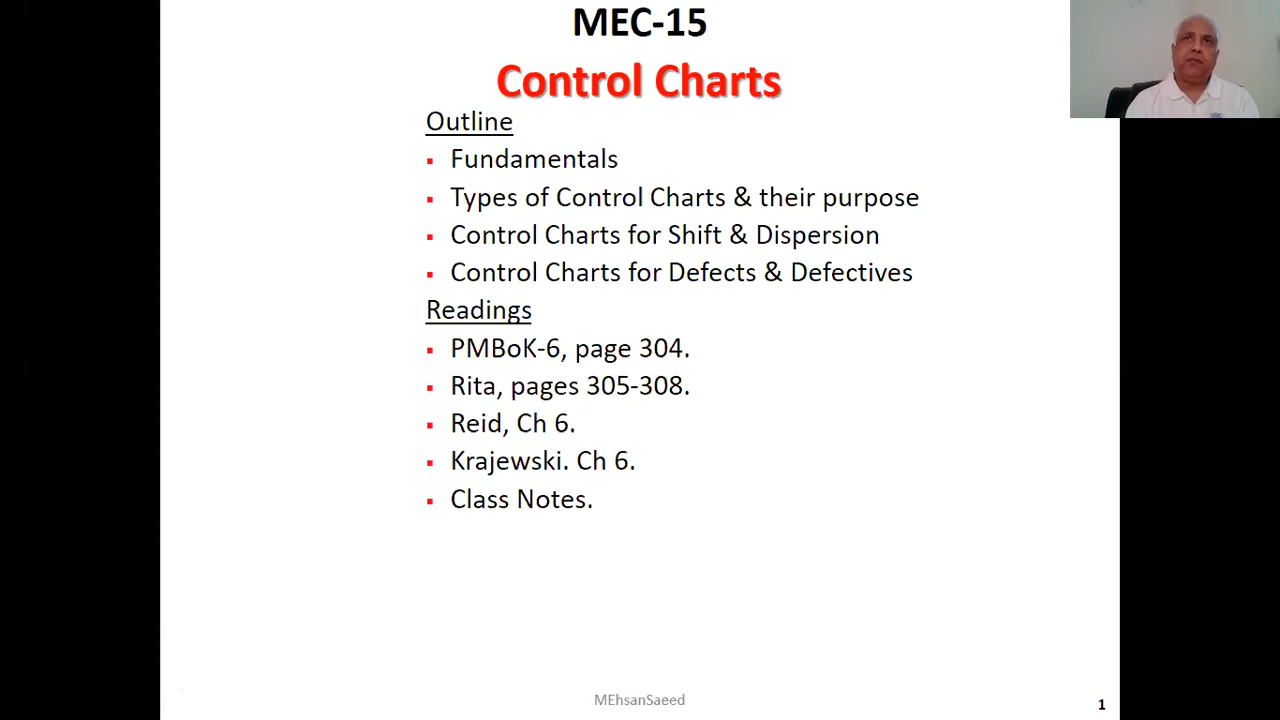 MEC-15
Control Charts
Outline
▪ Fundamentals
▪ Types of Control Charts & their purpose
▪ Control Charts for Shift & Dispersion
▪ Control Charts for Defects & Defectives
Readings
▪ PMBoK-6, page 304.
▪ Rita, pages 305-308.
▪ Reid, Ch 6.
▪ Krajewski. Ch 6.
▪ Class Notes.
MEhsanSaeed
1